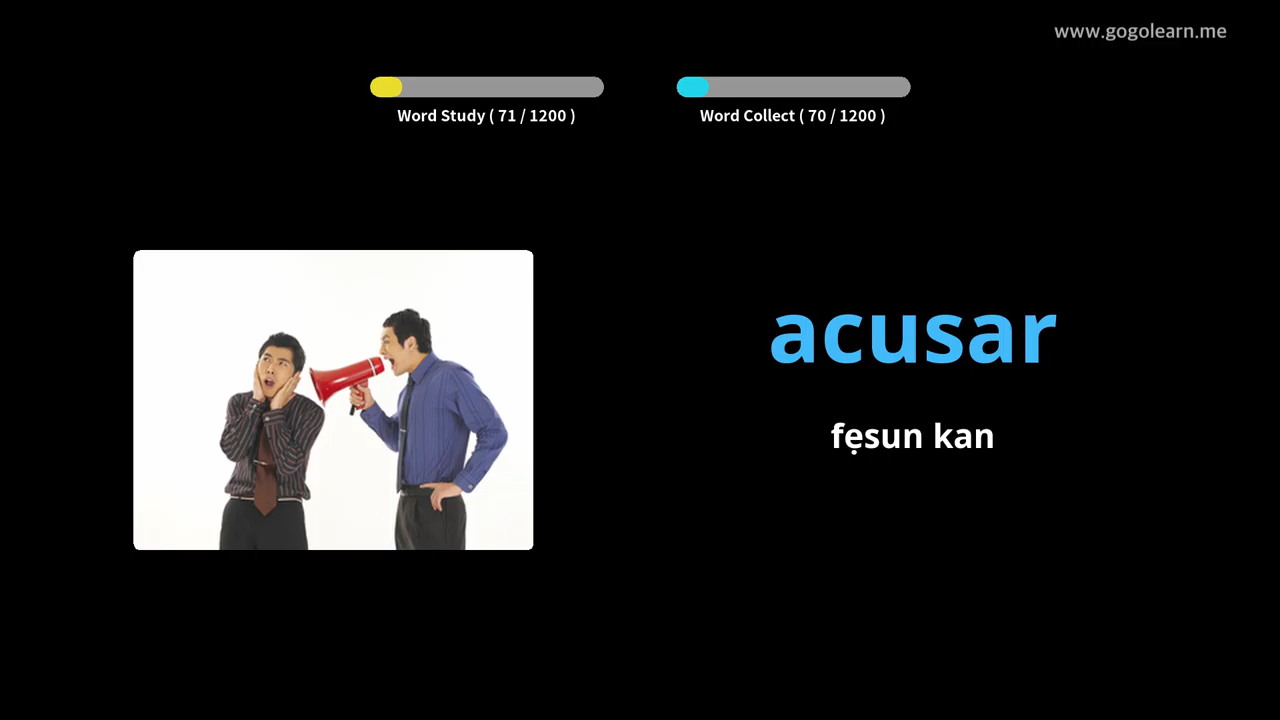 www.gogolearn.me
Word Study ( 71 / 1200 )
Word Collect ( 70 / 1200 )
acusar
fẹsun kan